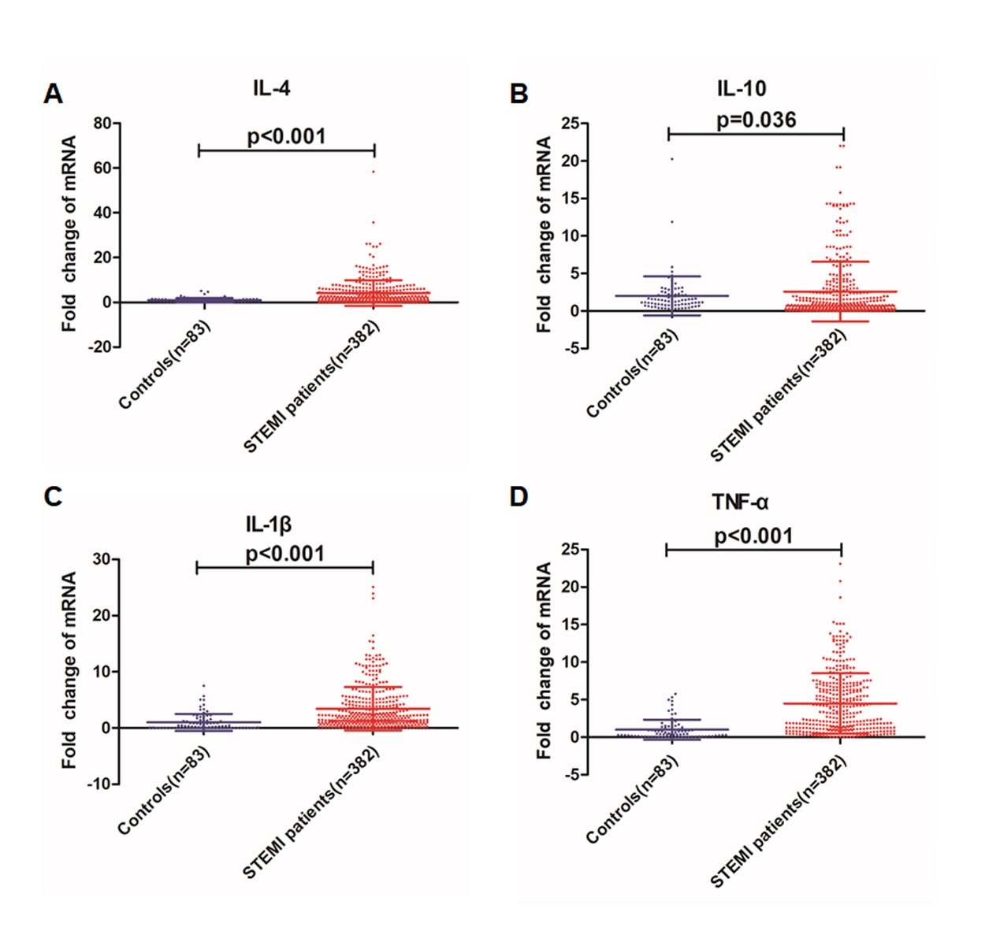 A
IL-4
p<0.001
Fold change of mRNA
80
60
40
20
0
-20
Controls(n=83)
STEMI patients(n=382)
B
IL-10
p=0.036
Fold change of mRNA
25
20
15
10
5
0
-5
Controls(n=83)
STEMI patients(n=382)
C
IL-1β
p<0.001
Fold change of mRNA
30
20
10
0
-10
Controls(n=83)
STEMI patients(n=382)
D
TNF-α
p<0.001
Fold change of mRNA
25
20
15
10
5
0
-5
Controls(n=83)
STEMI patients(n=382)